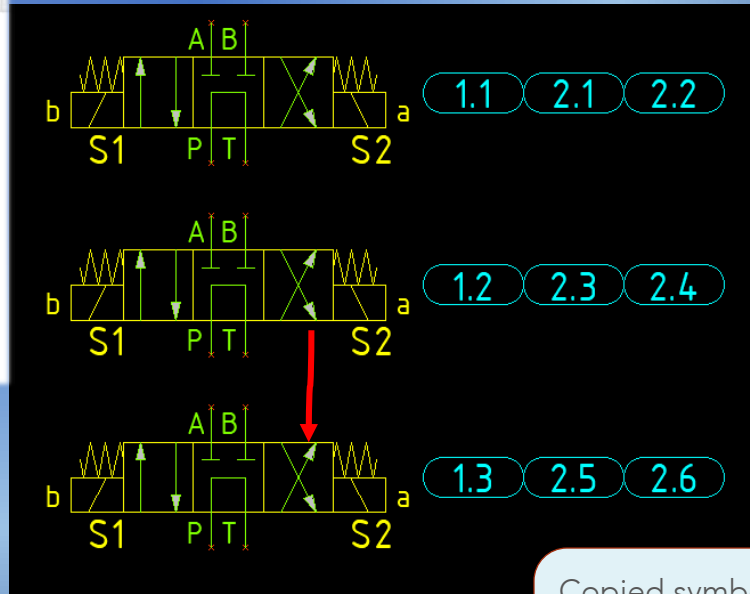 A B
b a 1.1 2.1 2.2
S1 P T S2
A B
b a 1.2 2.3 2.4
S1 P T S2
A B
b a 1.3 2.5 2.6
S1 P T S2
Copied